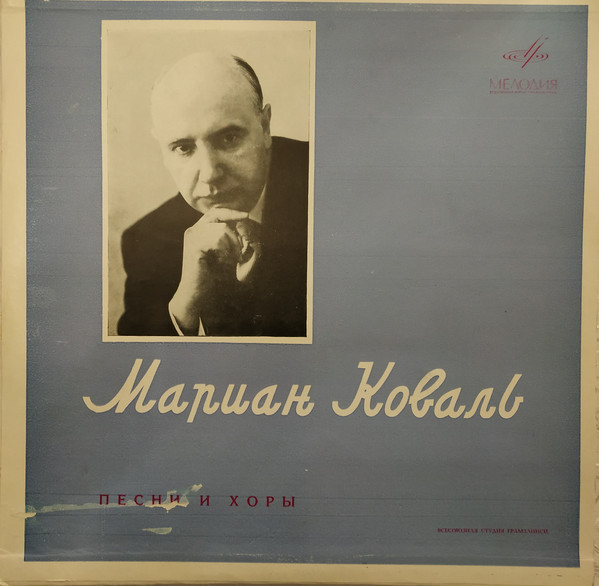 МЕЛОДИЯ
Мариан Коваль
ПЕСНИ И ХОРЫ
ВСЕСОЮЗНАЯ СТУДИЯ ГРАМЗАПИСИ